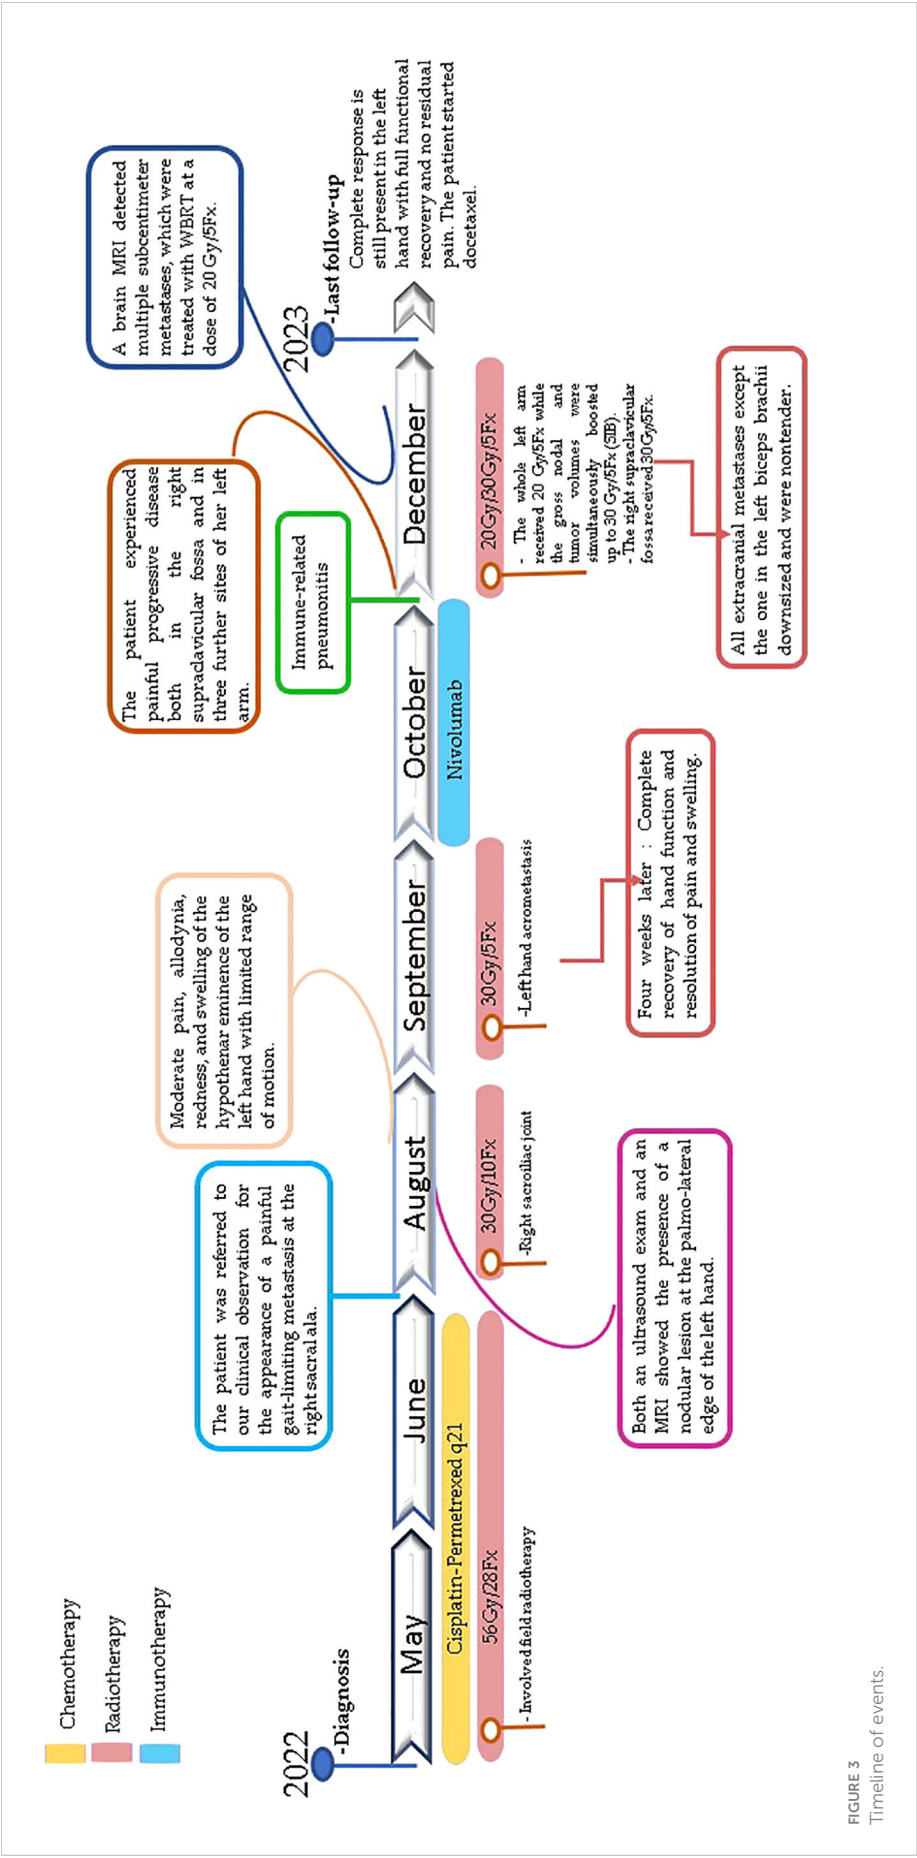 Chemotherapy
Radiotherapy
Immunotherapy
2022
-Diagnosis
The patient was referred to
our clinical observation for
the appearance of a painful
gait-limiting metastasis at the
right sacral ala.
Moderate pain, allodynia,
redness, and swelling of the
hypothenar eminence of the
left hand with limited range
of motion.
The patient experienced
painful progressive disease
both in the right
supraclavicular fossa and in
three further sites of her left
arm.
Immune-related
pneumonitis
A brain MRI detected
multiple subcentimeter
metastases, which were
treated with WBRT at a
dose of 20 Gy/5Fx.
2023
-Last follow-up
Complete response is
still present in the left
hand with full functional
recovery and no residual
pain. The patient started
docetaxel.
May
June
August
September
October
December
Cisplatin-Permetrexed q21
Nivolumab
56Gy/28Fx
30Gy/10Fx
30Gy/5Fx
20Gy/30Gy/5Fx
- Involved field radiotherapy
-Right sacroiliac joint
-Left hand acrometastasis
- The whole left arm
received 20 Gy/5Fx while
the gross nodal and
tumor volumes were
simultaneously boosted
up to 30 Gy/5Fx (SIB).
- The right supraclavicular
fossa received 30Gy/5Fx.
Both an ultrasound exam and an
MRI showed the presence of a
nodular lesion at the palmo-lateral
edge of the left hand.
Four weeks later : Complete
recovery of hand function and
resolution of pain and swelling.
All extracranial metastases except
the one in the left biceps brachii
downsized and were nontender.
FIGURE 3
Timeline of events.